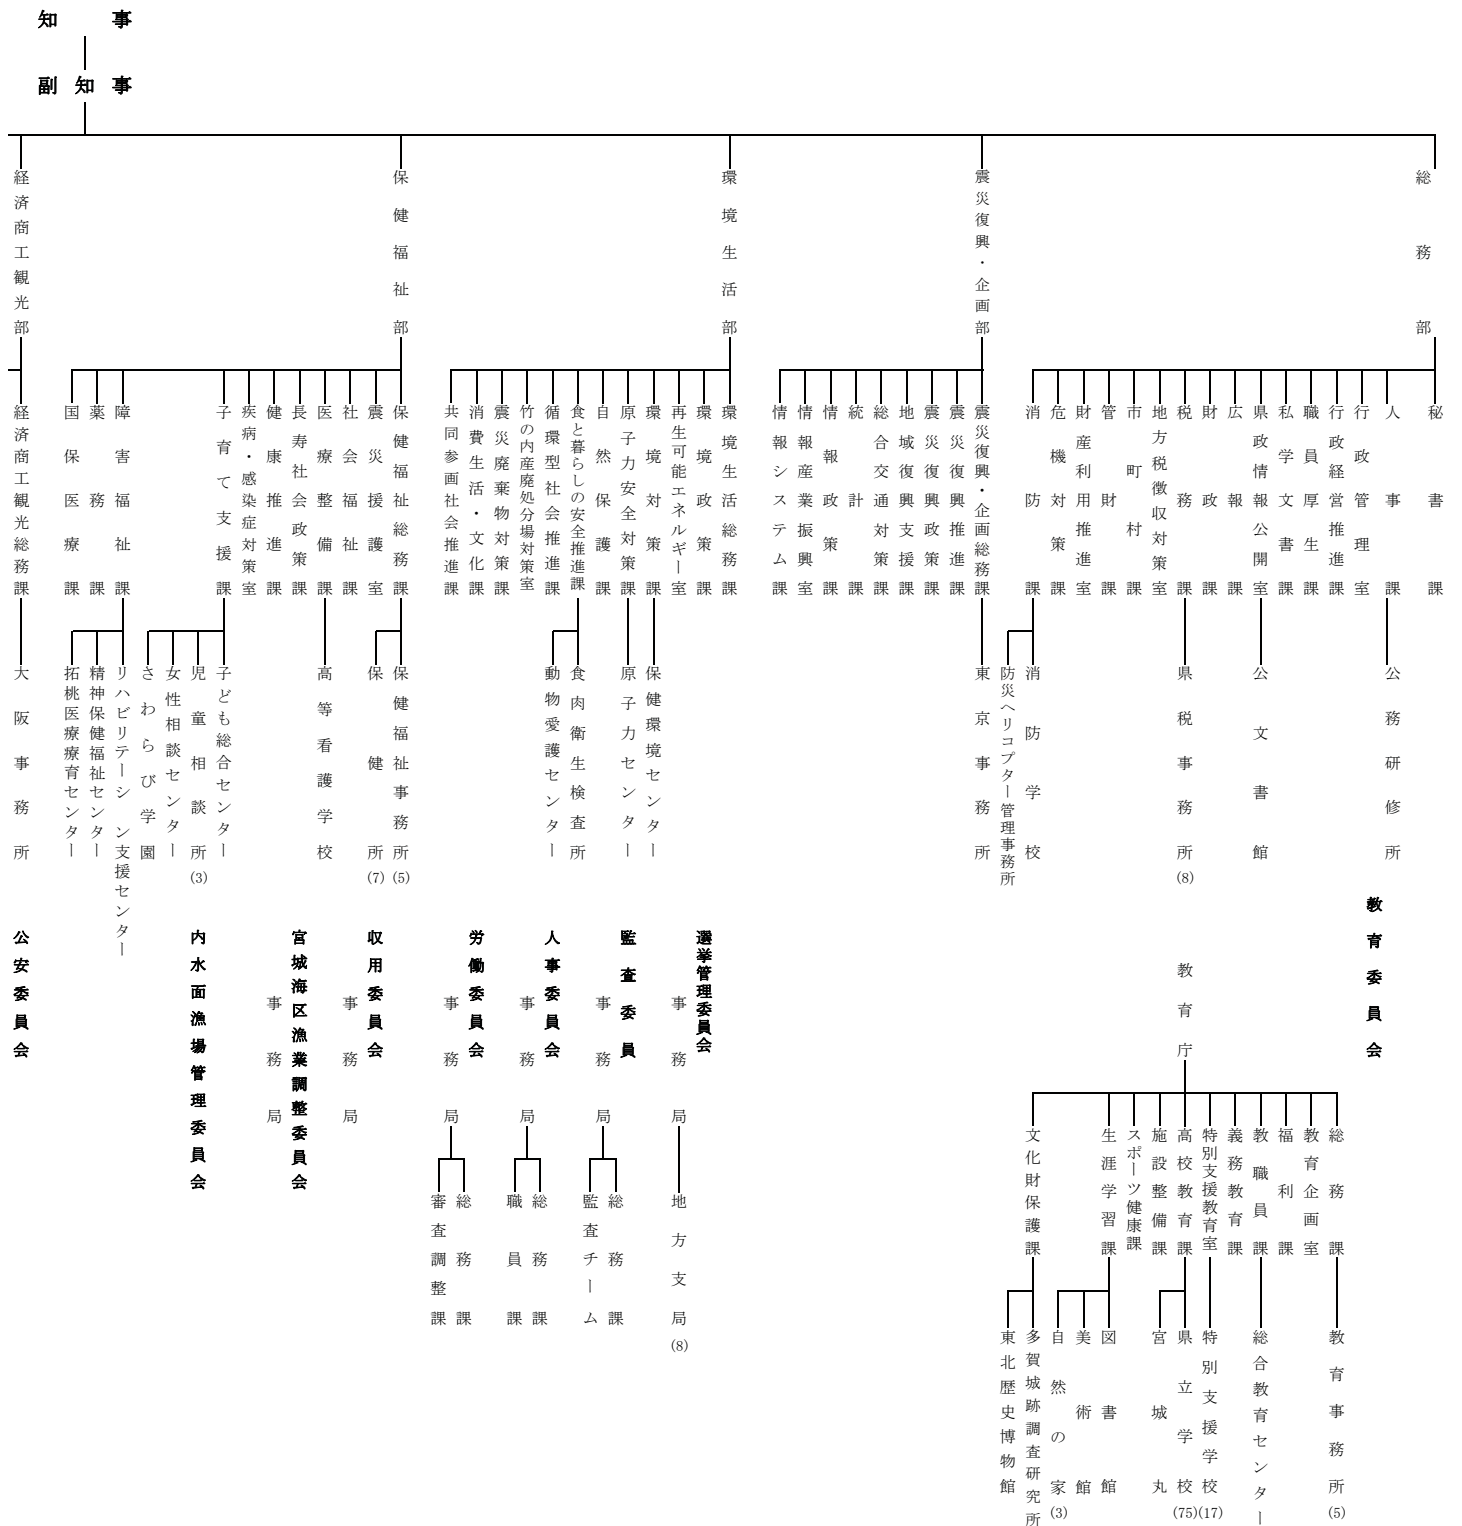 知事
副知事
総務部
震災復興・企画部
環境生活部
保健福祉部
経済商工観光部
秘書課
人事課
行政管理室
行政経営推進課
職員厚生課
私学文書課
県政情報公開室
広報課
財政課
税務課
地方税徴収対策室
市町村課
管財課
財産利用推進室
危機対策課
消防課
震災復興・企画総務課
震災復興推進課
震災復興政策課
地域復興支援課
総合交通対策課
統計課
情報政策課
情報産業振興室
情報システム課
環境生活総務課
環境政策課
再生可能エネルギー室
環境対策課
原子力安全対策課
自然保護課
食と暮らしの安全推進課
循環型社会推進課
竹の内産廃処分場対策室
震災廃棄物対策課
消費生活・文化課
共同参画社会推進課
保健福祉総務課
震災援護室
社会福祉課
医療整備課
長寿社会政策課
健康推進課
疾病・感染症対策室
子育て支援課
障害福祉課
薬務課
国保医療課
経済商工観光総務課
公務研修所
公文書館
県税事務所(8)
消防学校
防災ヘリコプター管理事務所
東京事務所
保健環境センター
原子力センター
食肉衛生検査所
動物愛護センター
保健福祉事務所(5)
保健所(7)
高等看護学校
子ども総合センター
児童相談所(3)
女性相談センター
さわらび学園
リハビリテーション支援センター
精神保健福祉センター
拓桃医療療育センター
大阪事務所
教育委員会
教育庁
選挙管理委員会
事務局
監査委員
事務局
人事委員会
事務局
労働委員会
事務局
収用委員会
事務局
宮城海区漁業調整委員会
事務局
内水面漁場管理委員会
公安委員会
総務課
教育企画室
福利課
教職員課
義務教育課
特別支援教育室
高校教育課
施設整備課
スポーツ健康課
生涯学習課
文化財保護課
地方支局(8)
総務課
監査チーム
総務課
職員課
総務課
審査調整課
教育事務所(5)
総合教育センター
特別支援学校(17)
県立学校(75)
宮城丸
図書館
美術館
自然の家(3)
多賀城跡調査研究所
東北歴史博物館